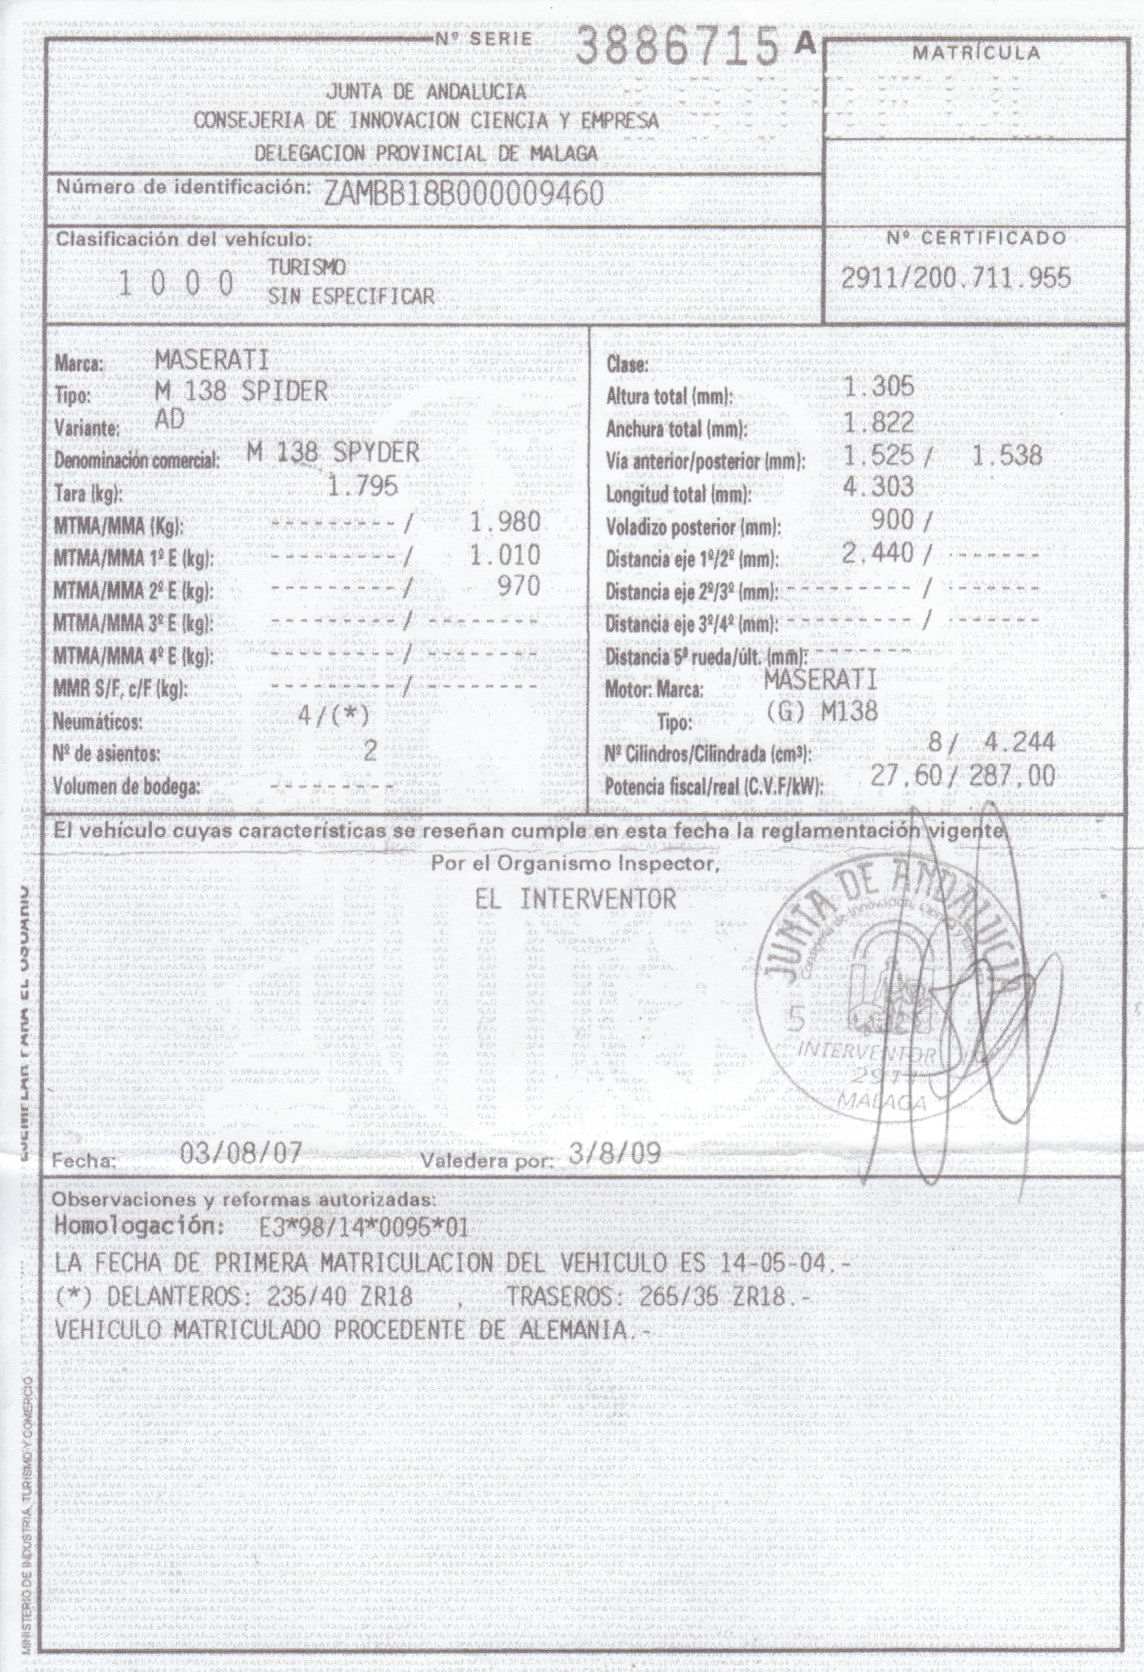 Nº SERIE 3886715 A
MATRÍCULA
JUNTA DE ANDALUCIA
CONSEJERIA DE INNOVACION CIENCIA Y EMPRESA
DELEGACION PROVINCIAL DE MALAGA
Número de identificación: ZAMBB18B000009460
Clasificación del vehículo:
Nº CERTIFICADO
1 0 0 0 TURISMO
SIN ESPECIFICAR
2911/200.711.955
Marca: MASERATI
Tipo: M 138 SPIDER
Variante: AD
Denominación comercial: M 138 SPYDER
Tara (kg): 1.795
MTMA/MMA (Kg): --------- / 1.980
MTMA/MMA 1º E (kg): --------- / 1.010
MTMA/MMA 2º E (kg): --------- / 970
MTMA/MMA 3º E (kg): --------- / --------
MTMA/MMA 4º E (kg): --------- / --------
MMR S/F, c/F (kg): --------- / --------
Neumáticos: 4/(*)
Nº de asientos: 2
Volumen de bodega: ---------
Clase:
Altura total (mm): 1.305
Anchura total (mm): 1.822
Vía anterior/posterior (mm): 1.525 / 1.538
Longitud total (mm): 4.303
Voladizo posterior (mm): 900 /
Distancia eje 1º/2º (mm): 2.440 / ------
Distancia eje 2º/3º (mm): --------- / ------
Distancia eje 3º/4º (mm): --------- / ------
Distancia 5ª rueda/últ. (mm): --------
Motor: Marca: MASERATI
Tipo: (G) M138
Nº Cilindros/Cilindrada (cm³): 8/ 4.244
Potencia fiscal/real (C.V.F/kW): 27,60/ 287,00
El vehículo cuyas características se reseñan cumple en esta fecha la reglamentación vigente
Por el Organismo Inspector,
EL INTERVENTOR
JUNTA DE ANDALUCIA
Consejería de Innovación, Ciencia y
5
INTERVENTOR
2911
MALAGA
Fecha: 03/08/07 Valedera por: 3/8/09
Observaciones y reformas autorizadas:
Homologación: E3*98/14*0095*01
LA FECHA DE PRIMERA MATRICULACION DEL VEHICULO ES 14-05-04.-
(*) DELANTEROS: 235/40 ZR18 , TRASEROS: 265/35 ZR18.-
VEHICULO MATRICULADO PROCEDENTE DE ALEMANIA.-
EJEMPLAR PARA EL USUARIO
MINISTERIO DE INDUSTRIA, TURISMO Y COMERCIO